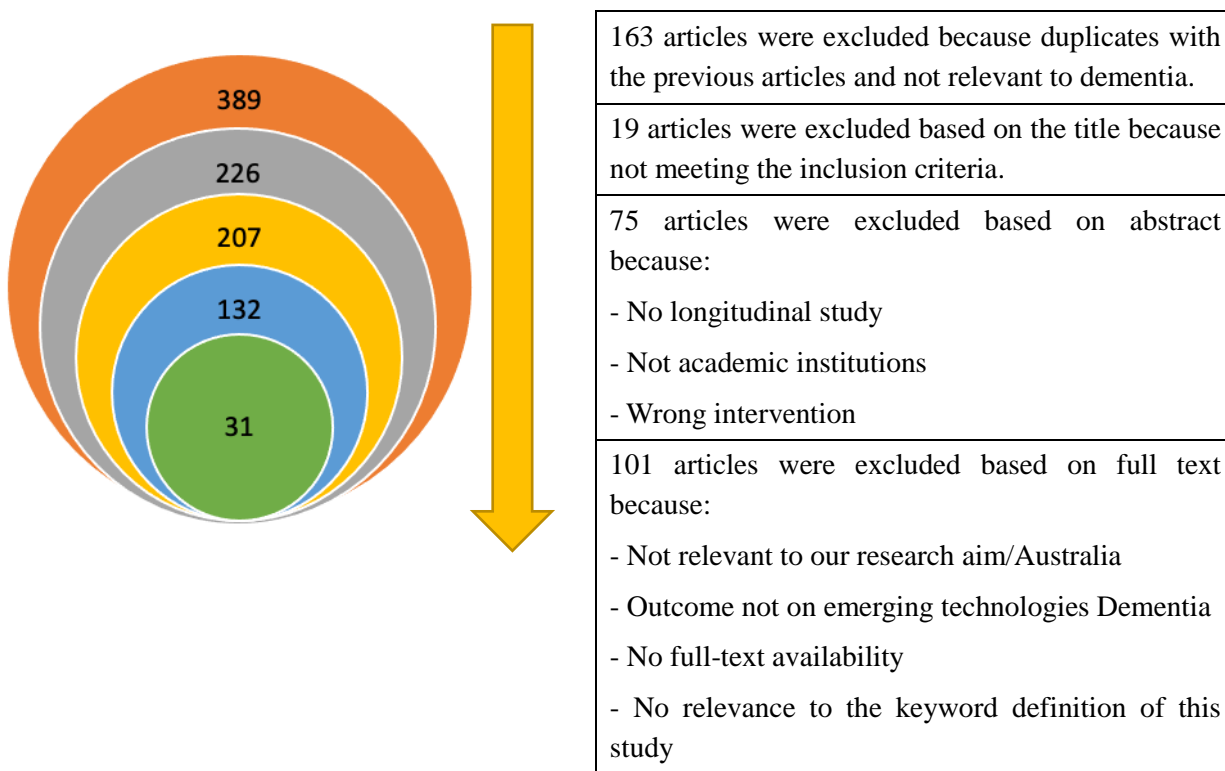 389
226
207
132
31
163 articles were excluded because duplicates with
the previous articles and not relevant to dementia.
19 articles were excluded based on the title because
not meeting the inclusion criteria.
75 articles were excluded based on abstract
because:
- No longitudinal study
- Not academic institutions
- Wrong intervention
101 articles were excluded based on full text
because:
- Not relevant to our research aim/Australia
- Outcome not on emerging technologies Dementia
- No full-text availability
- No relevance to the keyword definition of this
study